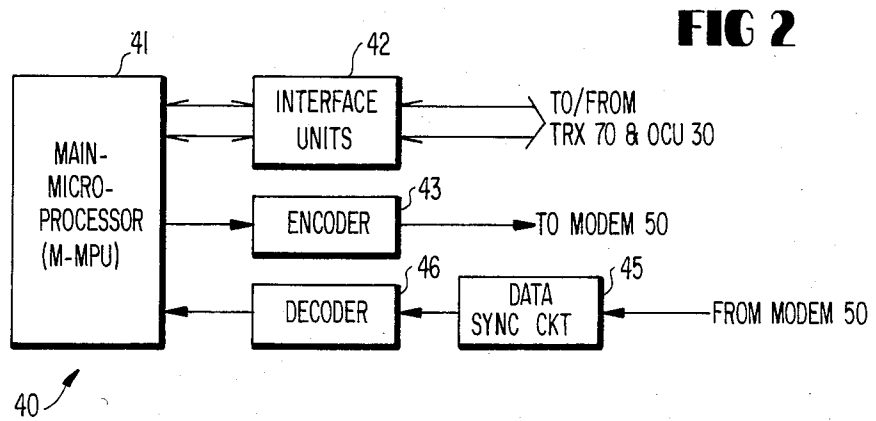 FIG 2
41
42
MAIN-
MICRO-
PROCESSOR
(M-MPU)
INTERFACE
UNITS
TO/FROM
TRX 70 & OCU 30
43
ENCODER
TO MODEM 50
46
DECODER
45
DATA
SYNC CKT
FROM MODEM 50
40